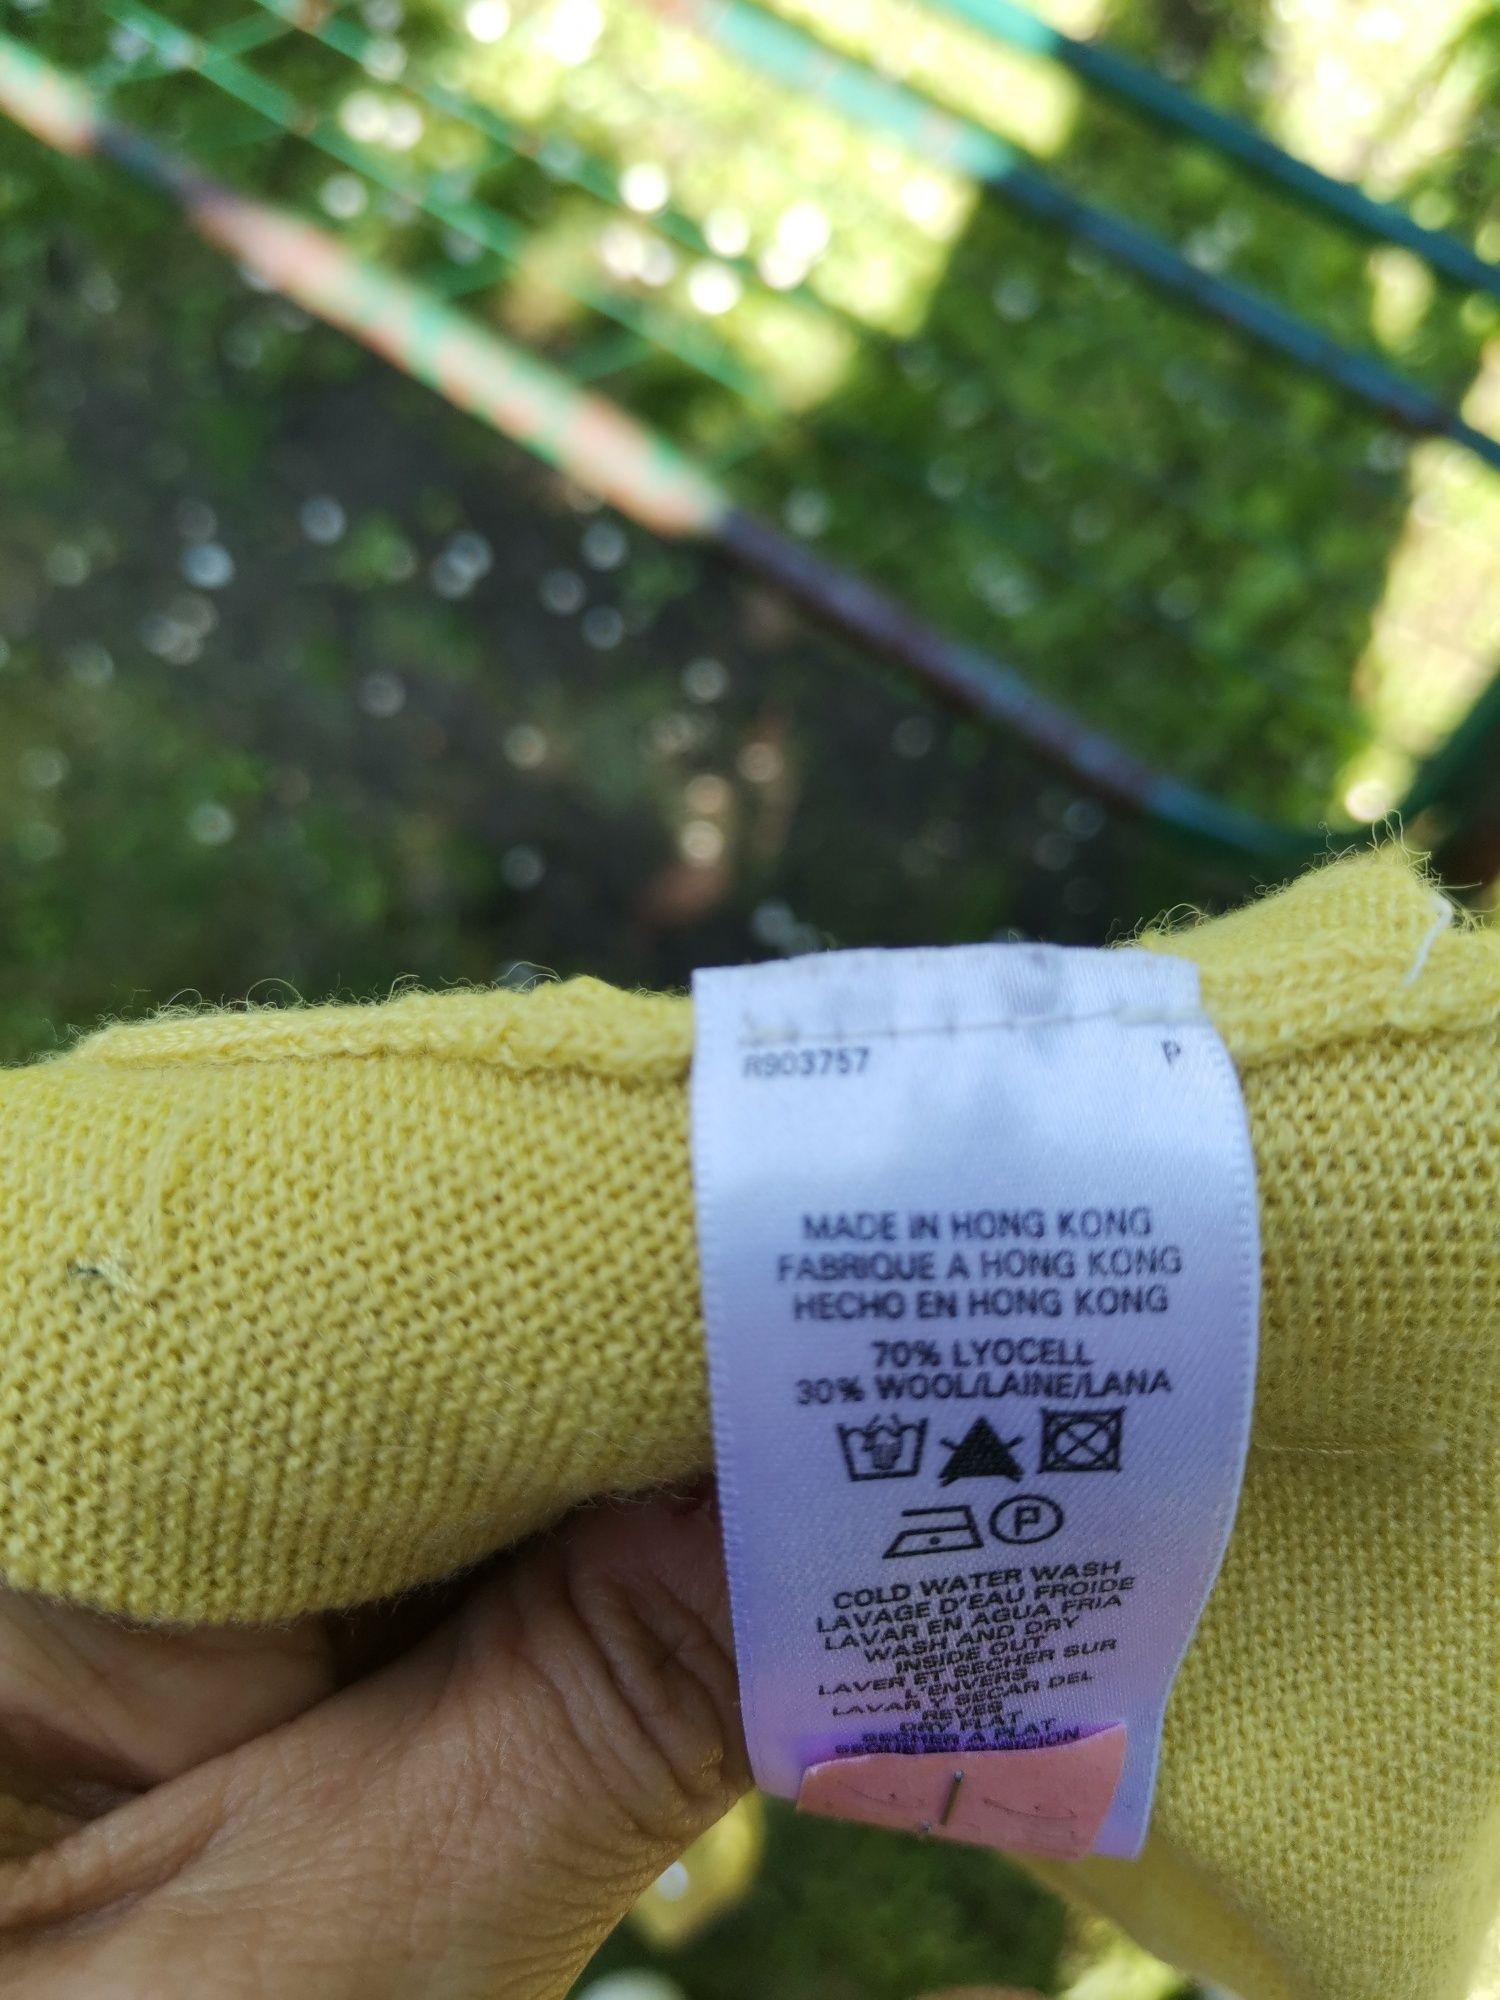 R903757 P
MADE IN HONG KONG
FABRIQUE A HONG KONG
HECHO EN HONG KONG
70% LYOCELL
30% WOOL/LAINE/LANA
P
COLD WATER WASH
LAVAGE D'EAU FROIDE
LAVAR EN AGUA FRIA
WASH AND DRY
INSIDE OUT
LAVER ET SECHER SUR
L'ENVERS
LAVAR Y SECAR DEL
REVES
DRY FLAT
SECHER A PLAT